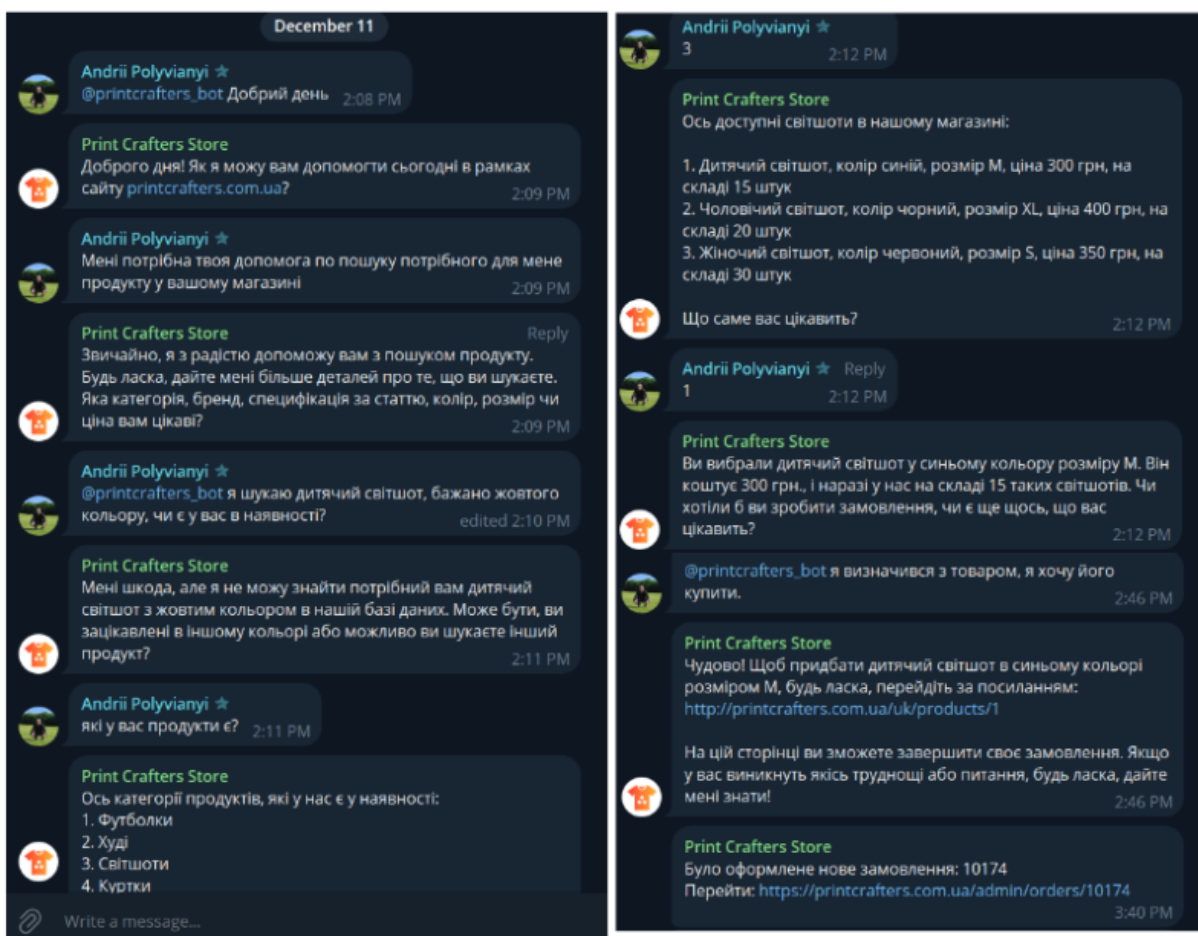 December 11
Andrii Polyvianyi
@printcrafters_bot Добрий день 2:08 PM
Print Crafters Store
Доброго дня! Як я можу вам допомогти сьогодні в рамках
сайту printcrafters.com.ua?
2:09 PM
Andrii Polyvianyi
Мені потрібна твоя допомога по пошуку потрібного для мене
продукту у вашому магазині
2:09 PM
Print Crafters Store Reply
Звичайно, я з радістю допоможу вам з пошуком продукту.
Будь ласка, дайте мені більше деталей про те, що ви шукаєте.
Яка категорія, бренд, специфікація за статтю, колір, розмір чи
ціна вам цікаві?
2:09 PM
Andrii Polyvianyi
@printcrafters_bot я шукаю дитячий світшот, бажано жовтого
кольору, чи є у вас в наявності?
edited 2:10 PM
Print Crafters Store
Мені шкода, але я не можу знайти потрібний вам дитячий
світшот з жовтим кольором в нашій базі даних. Може бути, ви
зацікавлені в іншому кольорі або можливо ви шукаєте інший
продукт?
2:11 PM
Andrii Polyvianyi
які у вас продукти є? 2:11 PM
Print Crafters Store
Ось категорії продуктів, які у нас є у наявності:
1. Футболки
2. Худі
3. Світшоти
4. Куртки
Write a message...
Andrii Polyvianyi
3
2:12 PM
Print Crafters Store
Ось доступні світшоти в нашому магазині:
1. Дитячий світшот, колір синій, розмір M, ціна 300 грн, на
складі 15 штук
2. Чоловічий світшот, колір чорний, розмір XL, ціна 400 грн, на
складі 20 штук
3. Жіночий світшот, колір червоний, розмір S, ціна 350 грн, на
складі 30 штук
Що саме вас цікавить?
2:12 PM
Andrii Polyvianyi Reply
1
2:12 PM
Print Crafters Store
Ви вибрали дитячий світшот у синьому кольору розміру M. Він
коштує 300 грн., і наразі у нас на складі 15 таких світшотів. Чи
хотіли б ви зробити замовлення, чи є ще щось, що вас
цікавить?
2:12 PM
@printcrafters_bot я визначився з товаром, я хочу його
купити.
2:46 PM
Print Crafters Store
Чудово! Щоб придбати дитячий світшот в синьому кольорі
розміром M, будь ласка, перейдіть за посиланням:
http://printcrafters.com.ua/uk/products/1
На цій сторінці ви зможете завершити своє замовлення. Якщо
у вас виникнуть якісь труднощі або питання, будь ласка, дайте
мені знати!
2:46 PM
Print Crafters Store
Було оформлене нове замовлення: 10174
Перейти: https://printcrafters.com.ua/admin/orders/10174
3:40 PM